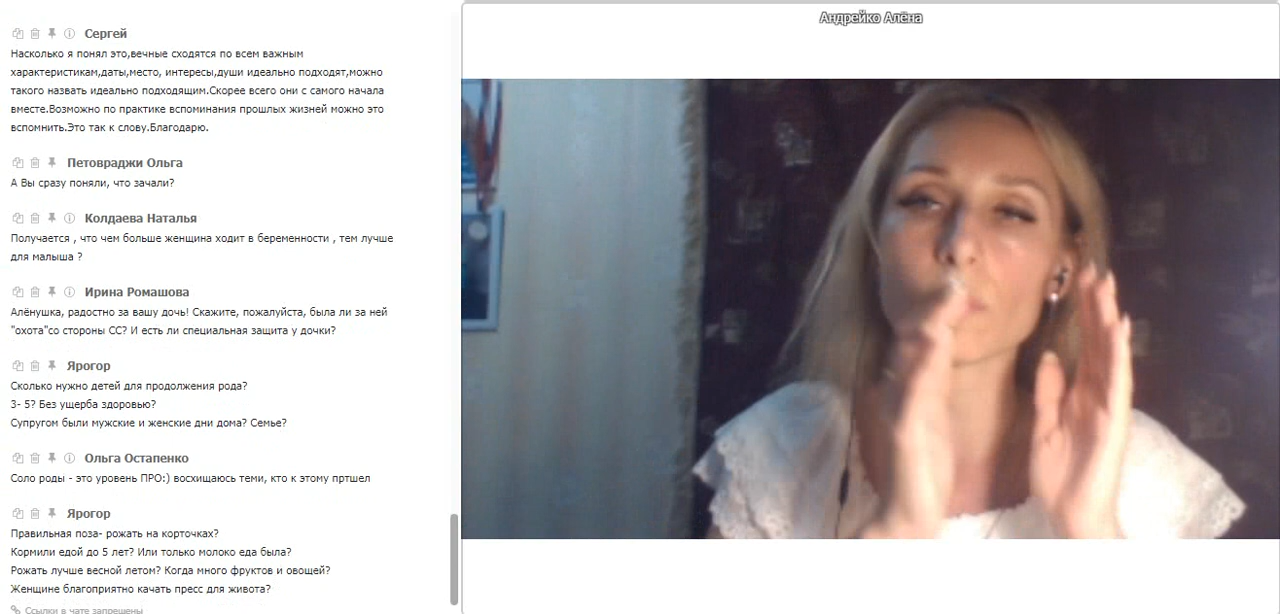 Сергей
Насколько я понял это,вечные сходятся по всем важным
характеристикам,даты,место, интересы,души идеально подходят,можно
такого назвать идеально подходящим.Скорее всего они с самого начала
вместе.Возможно по практике вспоминания прошлых жизней можно это
вспомнить.Это так к слову.Благодарю.
Петовраджи Ольга
А Вы сразу поняли, что зачали?
Колдаева Наталья
Получается , что чем больше женщина ходит в беременности , тем лучше
для малыша ?
Ирина Ромашова
Алёнушка, радостно за вашу дочь! Скажите, пожалуйста, была ли за ней
"охота"со стороны СС? И есть ли специальная защита у дочки?
Ярогор
Сколько нужно детей для продолжения рода?
3- 5? Без ущерба здоровью?
Супругом были мужские и женские дни дома? Семье?
Ольга Остапенко
Соло роды - это уровень ПРО:) восхищаюсь теми, кто к этому пртшел
Ярогор
Правильная поза- рожать на корточках?
Кормили едой до 5 лет? Или только молоко еда была?
Рожать лучше весной летом? Когда много фруктов и овощей?
Женщине благоприятно качать пресс для живота?
Ссылки в чате запрещены
Андрейко Алёна